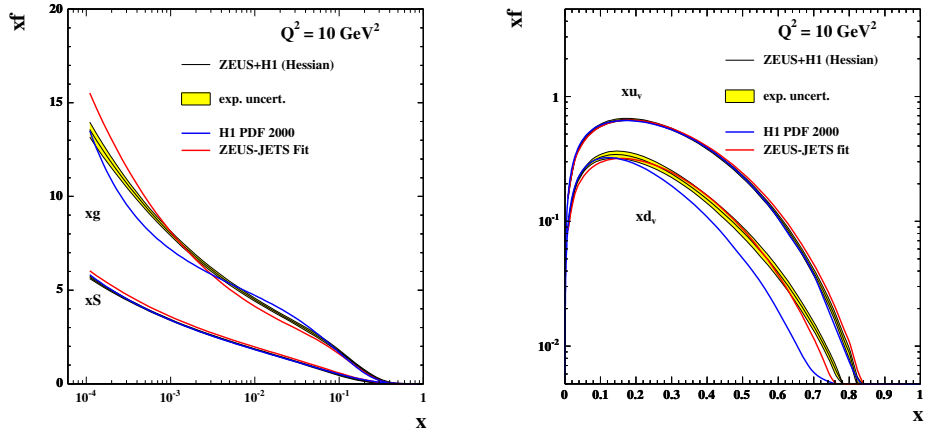 xf
20
15
10
5
0
Q² = 10 GeV²
ZEUS+H1 (Hessian)
exp. uncert.
H1 PDF 2000
ZEUS-JETS Fit
xg
xS
10⁻⁴
10⁻³
10⁻²
10⁻¹
1
x
xf
1
10⁻¹
10⁻²
Q² = 10 GeV²
ZEUS+H1 (Hessian)
exp. uncert.
H1 PDF 2000
ZEUS-JETS fit
xuᵥ
xdᵥ
0 0.1 0.2 0.3 0.4 0.5 0.6 0.7 0.8 0.9 1
x